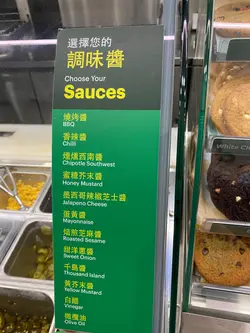 選擇您的
調味醬
Choose Your
Sauces
燒烤醬
BBQ
香辣醬
Chilli
煙燻西南醬
Chipotle Southwest
蜜糖芥末醬
Honey Mustard
墨西哥辣椒芝士醬
Jalapeno Cheese
蛋黃醬
Mayonnaise
焙煎芝麻醬
Roasted Sesame
甜洋蔥醬
Sweet Onion
千島醬
Thousand Island
黃芥末醬
Yellow Mustard
白醋
Vinegar
橄欖油
Olive Oil
White Ch